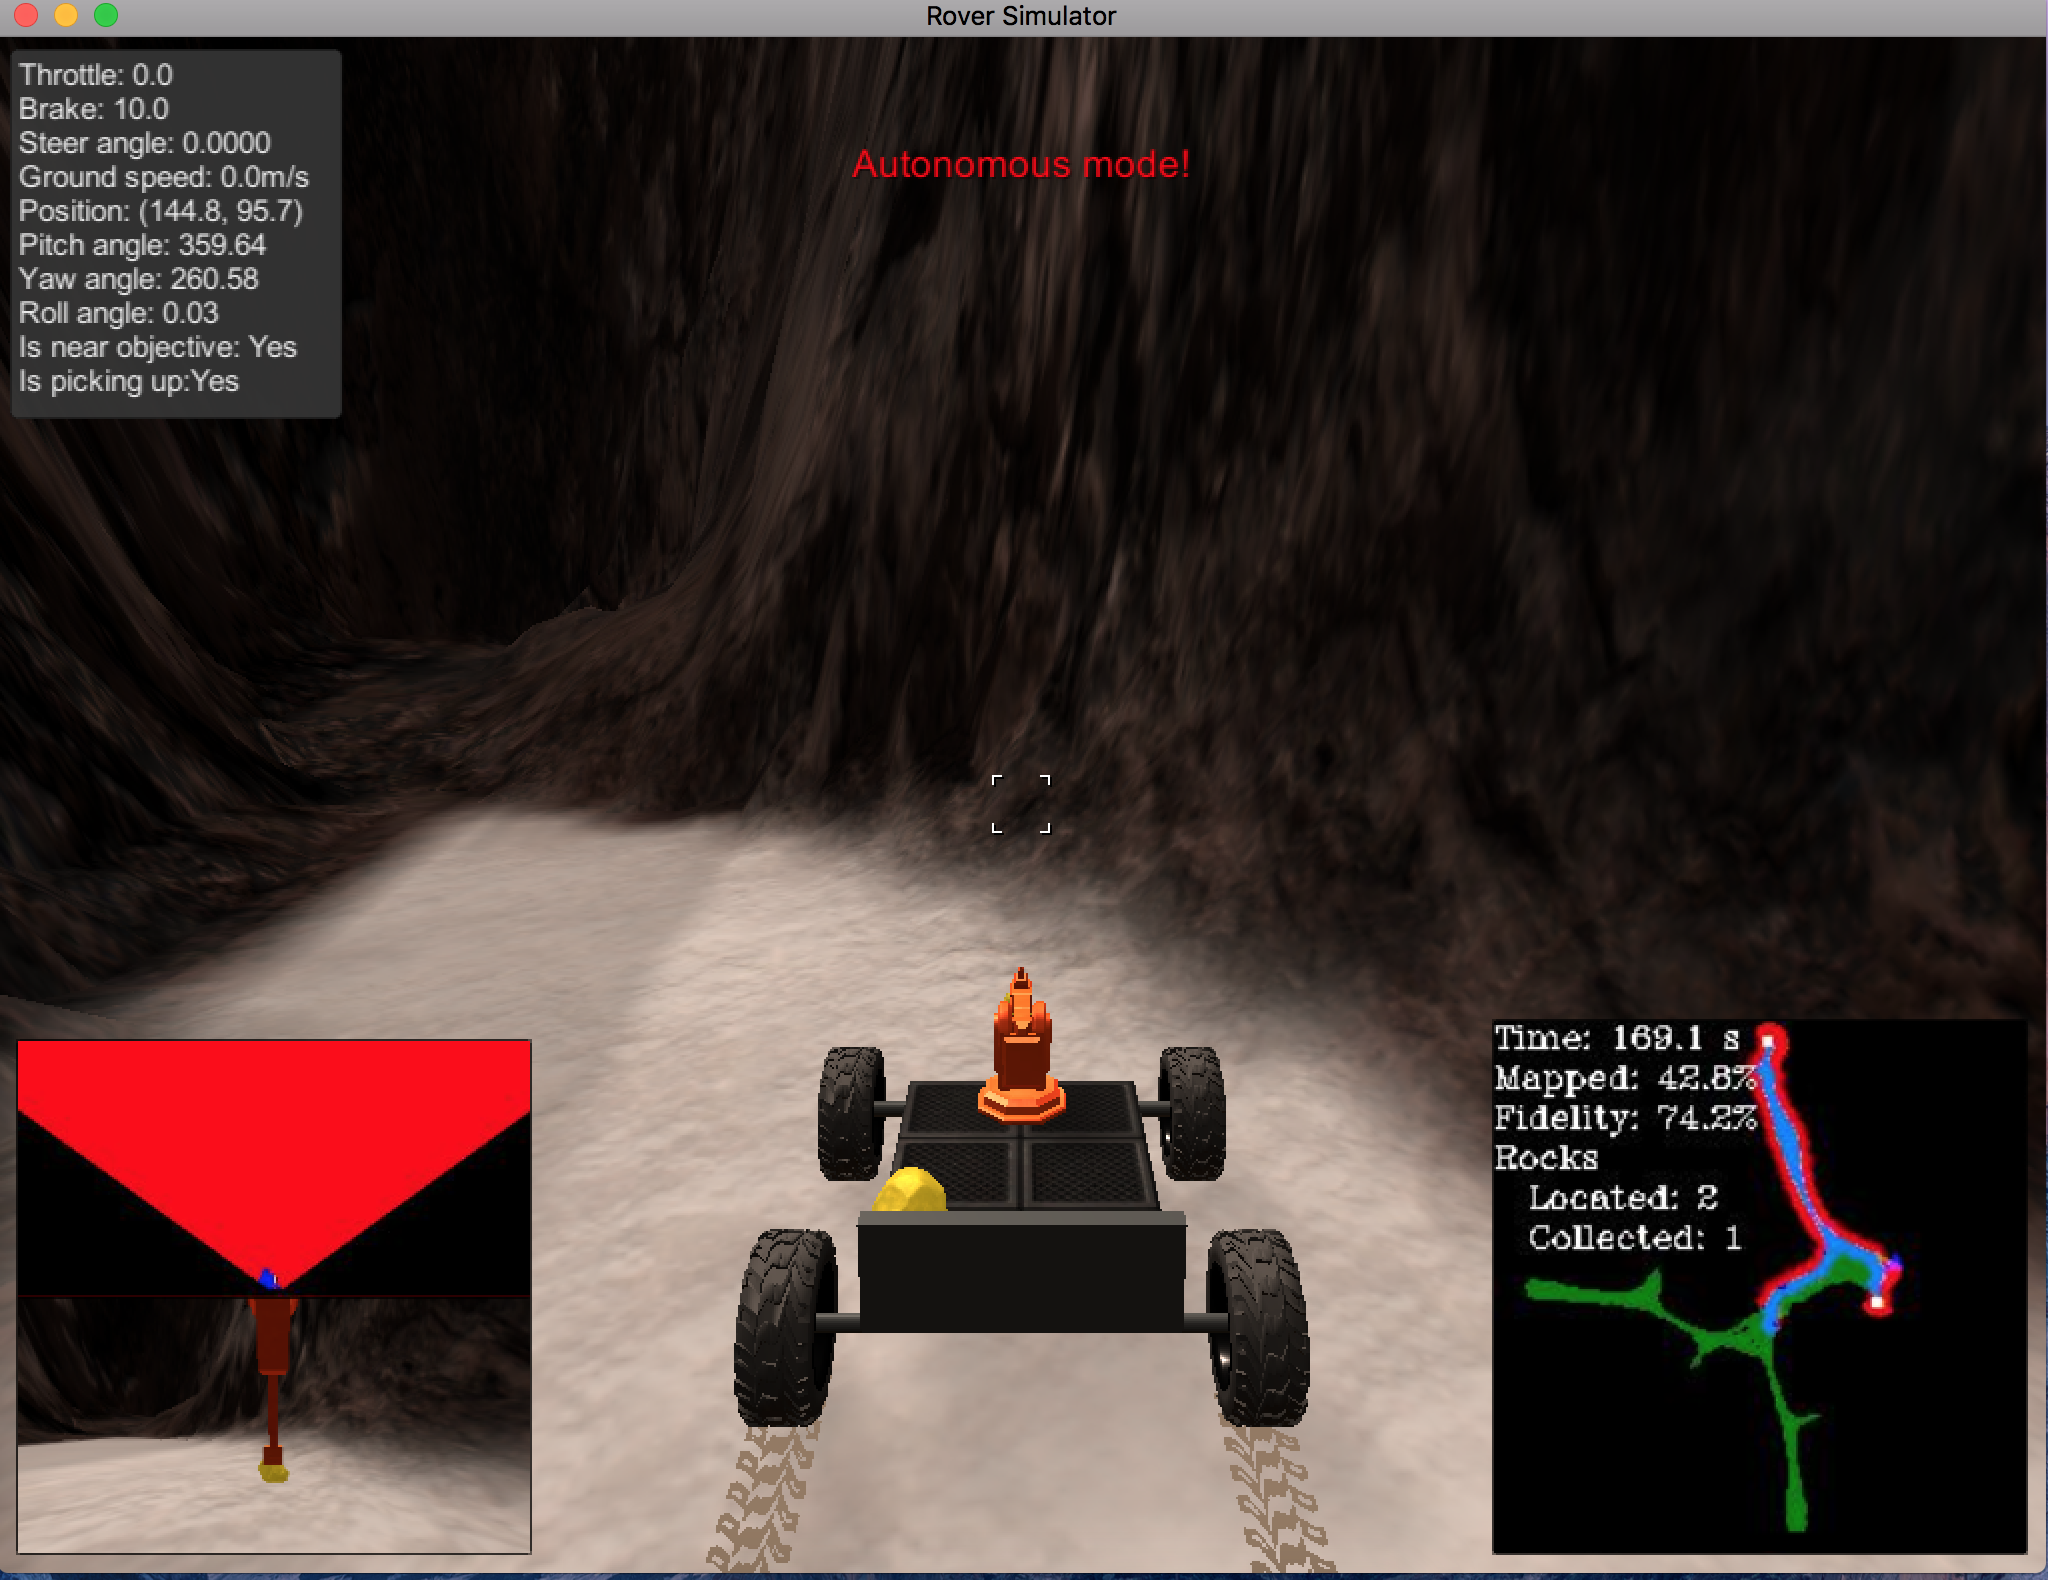 Rover Simulator
Throttle: 0.0
Brake: 10.0
Steer angle: 0.0000
Ground speed: 0.0m/s
Position: (144.8, 95.7)
Pitch angle: 359.64
Yaw angle: 260.58
Roll angle: 0.03
Is near objective: Yes
Is picking up:Yes
Autonomous mode!
Time: 169.1 s
Mapped: 42.8%
Fidelity: 74.2%
Rocks
Located: 2
Collected: 1